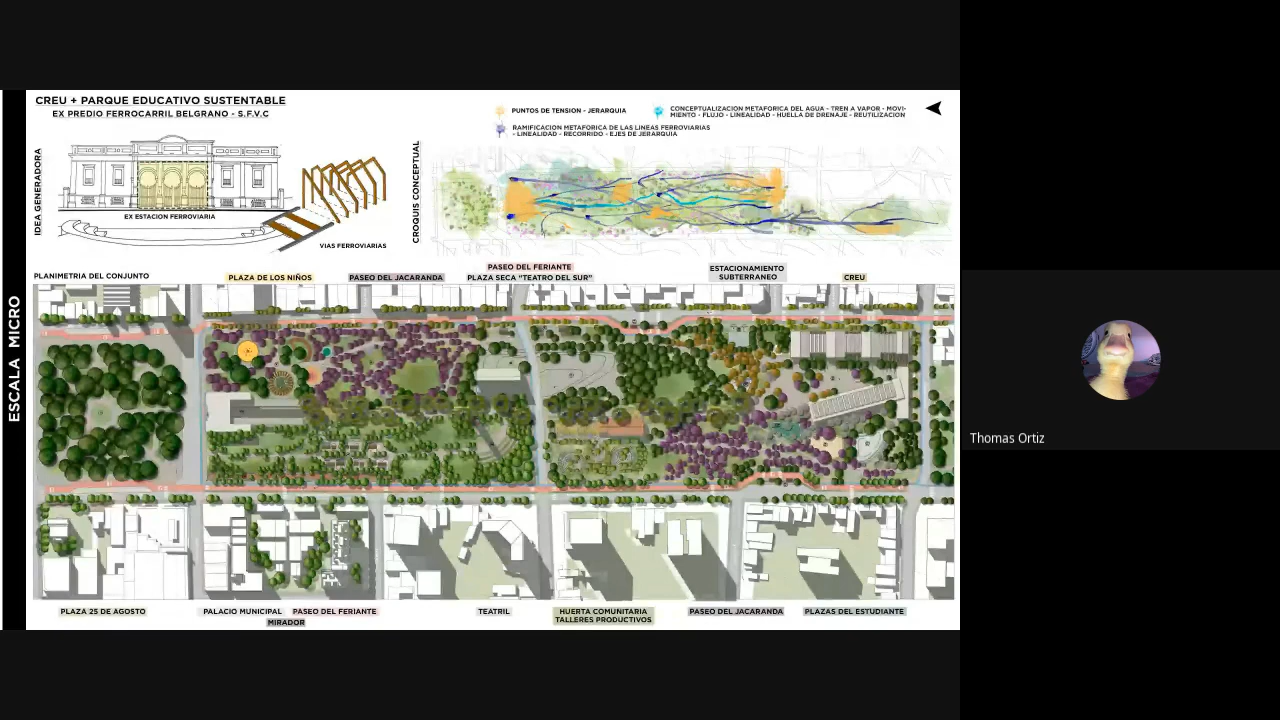 CREU + PARQUE EDUCATIVO SUSTENTABLE
EX PREDIO FERROCARRIL BELGRANO - S.F.V.C
PUNTOS DE TENSION - JERARQUIA
CONCEPTUALIZACION METAFORICA DEL AGUA - TREN A VAPOR - MOVI-
MIENTO - FLUJO - LINEALIDAD - HUELLA DE DRENAJE - REUTILIZACION
RAMIFICACION METAFORICA DE LAS LINEAS FERROVIARIAS
- LINEALIDAD - RECORRIDO - EJES DE JERARQUIA
IDEA GENERADORA
EX ESTACION FERROVIARIA
VIAS FERROVIARIAS
CROQUIS CONCEPTUAL
ESCALA MICRO
PLANIMETRIA DEL CONJUNTO
PLAZA DE LOS NIÑOS
PASEO DEL JACARANDA
PASEO DEL FERIANTE
PLAZA SECA "TEATRO DEL SUR"
ESTACIONAMIENTO
SUBTERRANEO
CREU
PLAZA 25 DE AGOSTO
PALACIO MUNICIPAL
PASEO DEL FERIANTE
MIRADOR
TEATRIL
HUERTA COMUNITARIA
TALLERES PRODUCTIVOS
PASEO DEL JACARANDA
PLAZAS DEL ESTUDIANTE
Thomas Ortiz